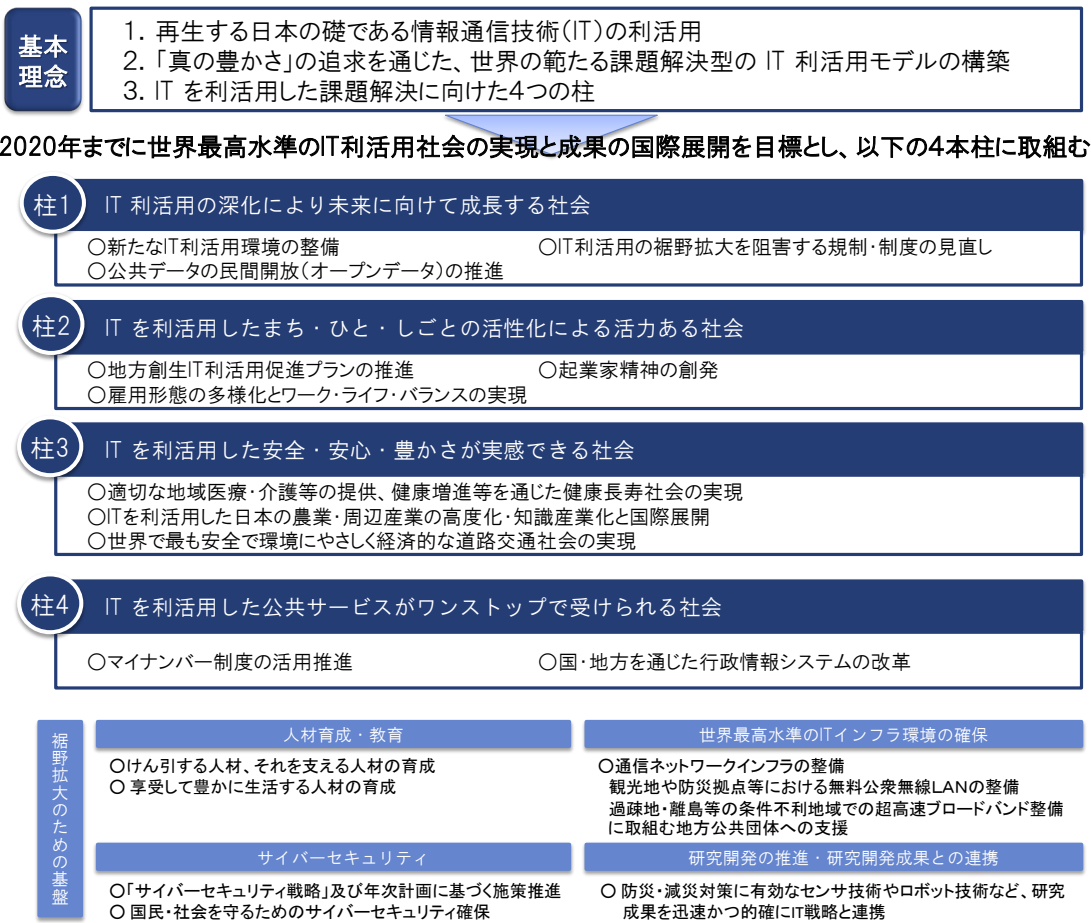 基本
理念
1. 再生する日本の礎である情報通信技術(IT)の利活用
2. 「真の豊かさ」の追求を通じた、世界の範たる課題解決型の IT 利活用モデルの構築
3. IT を利活用した課題解決に向けた4つの柱
2020年までに世界最高水準のIT利活用社会の実現と成果の国際展開を目標とし、以下の4本柱に取組む
柱1
IT 利活用の深化により未来に向けて成長する社会
○新たなIT利活用環境の整備
○IT利活用の裾野拡大を阻害する規制・制度の見直し
○公共データの民間開放(オープンデータ)の推進
柱2
IT を利活用したまち・ひと・しごとの活性化による活力ある社会
○地方創生IT利活用促進プランの推進
○起業家精神の創発
○雇用形態の多様化とワーク・ライフ・バランスの実現
柱3
IT を利活用した安全・安心・豊かさが実感できる社会
○適切な地域医療・介護等の提供、健康増進等を通じた健康長寿社会の実現
○ITを利活用した日本の農業・周辺産業の高度化・知識産業化と国際展開
○世界で最も安全で環境にやさしく経済的な道路交通社会の実現
柱4
IT を利活用した公共サービスがワンストップで受けられる社会
○マイナンバー制度の活用推進
○国・地方を通じた行政情報システムの改革
裾野拡大のための基盤
人材育成・教育
○けん引する人材、それを支える人材の育成
○ 享受して豊かに生活する人材の育成
世界最高水準のITインフラ環境の確保
○通信ネットワークインフラの整備
観光地や防災拠点等における無料公衆無線LANの整備
過疎地・離島等の条件不利地域での超高速ブロードバンド整備
に取組む地方公共団体への支援
サイバーセキュリティ
○「サイバーセキュリティ戦略」及び年次計画に基づく施策推進
○ 国民・社会を守るためのサイバーセキュリティ確保
研究開発の推進・研究開発成果との連携
○ 防災・減災対策に有効なセンサ技術やロボット技術など、研究
成果を迅速かつ的確にIT戦略と連携